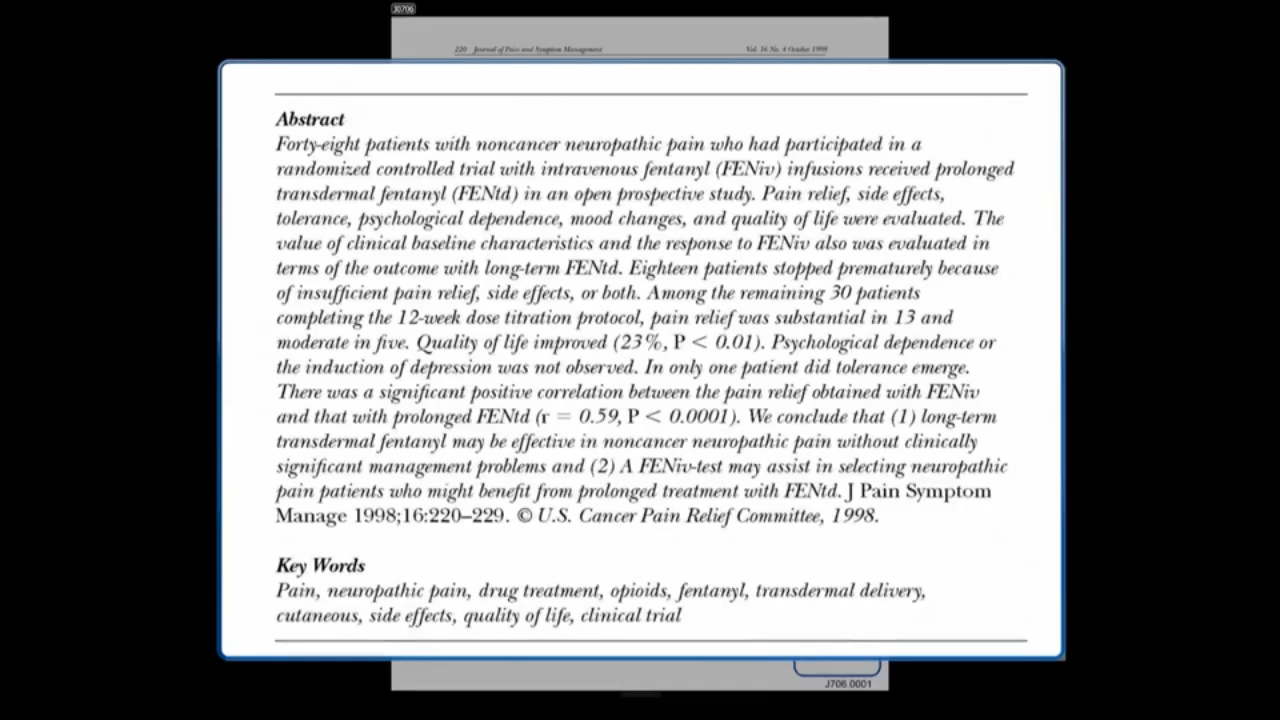 J0706
220 Journal of Pain and Symptom Management Vol. 16 No. 4 October 1998
Abstract
Forty-eight patients with noncancer neuropathic pain who had participated in a
randomized controlled trial with intravenous fentanyl (FENiv) infusions received prolonged
transdermal fentanyl (FENtd) in an open prospective study. Pain relief, side effects,
tolerance, psychological dependence, mood changes, and quality of life were evaluated. The
value of clinical baseline characteristics and the response to FENiv also was evaluated in
terms of the outcome with long-term FENtd. Eighteen patients stopped prematurely because
of insufficient pain relief, side effects, or both. Among the remaining 30 patients
completing the 12-week dose titration protocol, pain relief was substantial in 13 and
moderate in five. Quality of life improved (23%, P < 0.01). Psychological dependence or
the induction of depression was not observed. In only one patient did tolerance emerge.
There was a significant positive correlation between the pain relief obtained with FENiv
and that with prolonged FENtd (r = 0.59, P < 0.0001). We conclude that (1) long-term
transdermal fentanyl may be effective in noncancer neuropathic pain without clinically
significant management problems and (2) A FENiv-test may assist in selecting neuropathic
pain patients who might benefit from prolonged treatment with FENtd. J Pain Symptom
Manage 1998;16:220–229. © U.S. Cancer Pain Relief Committee, 1998.
Key Words
Pain, neuropathic pain, drug treatment, opioids, fentanyl, transdermal delivery,
cutaneous, side effects, quality of life, clinical trial
J706.0001